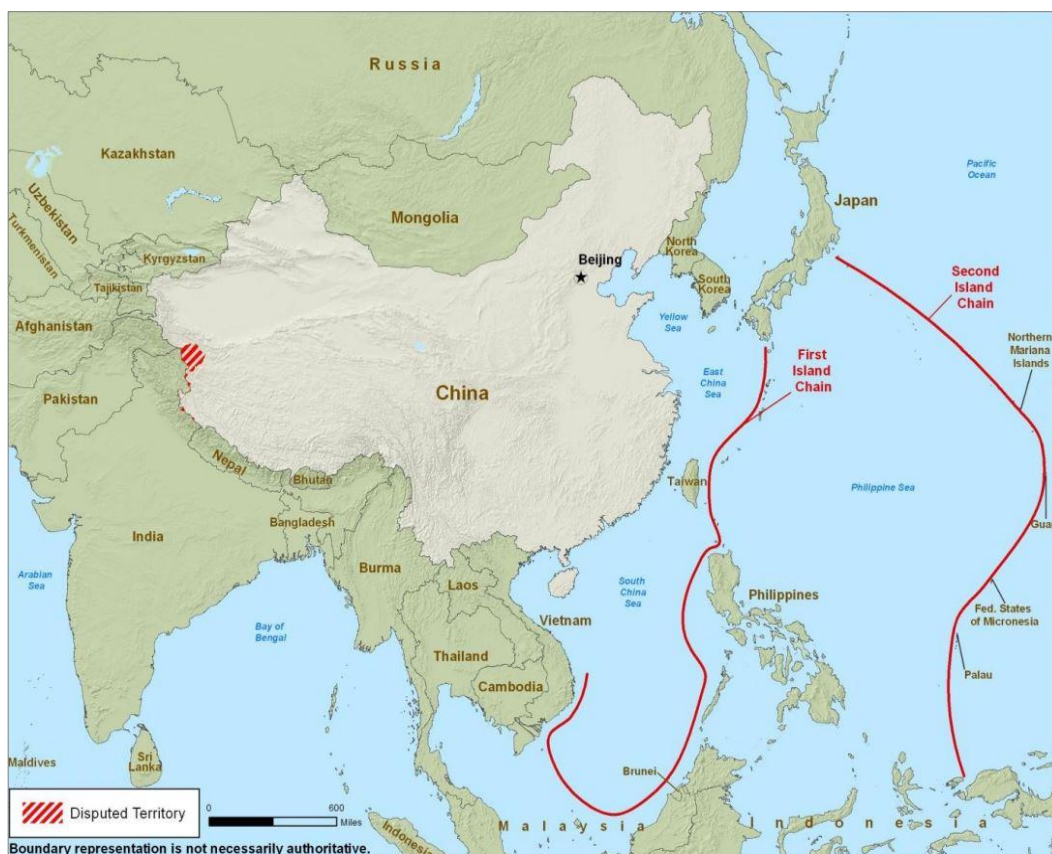 Russia
Kazakhstan
Uzbekistan
Turkmenistan
Mongolia
Kyrgyzstan
Tajikistan
Afghanistan
Pakistan
Beijing
North
Korea
South
Korea
Japan
Pacific
Ocean
Yellow
Sea
East
China
Sea
First
Island
Chain
Second
Island
Chain
Northern
Mariana
Islands
China
Nepal
Bhutan
Bangladesh
India
Burma
Taiwan
Philippine Sea
Gua
Arabian
Sea
Bay of
Bengal
Laos
Vietnam
Thailand
Cambodia
South
China
Sea
Philippines
Fed. States
of Micronesia
Palau
Maldives
Sri
Lanka
Brunei
Malaysia
Indonesia
Indonesia
Disputed Territory
0 600
Miles
Boundary representation is not necessarily authoritative.